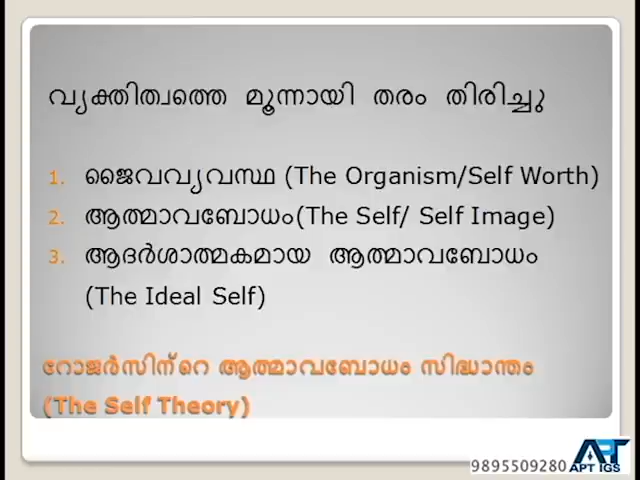 വ്യക്തിത്വത്തെ മൂന്നായി തരം തിരിച്ചു
1. ജൈവവ്യവസ്ഥ (The Organism/Self Worth)
2. ആത്മാവബോധം(The Self/ Self Image)
3. ആദർശാത്മകമായ ആത്മാവബോധം
(The Ideal Self)
റോജർസിന്റെ ആത്മാവബോധം സിദ്ധാന്തം
(The Self Theory)
9895509280
APT
APT IGS